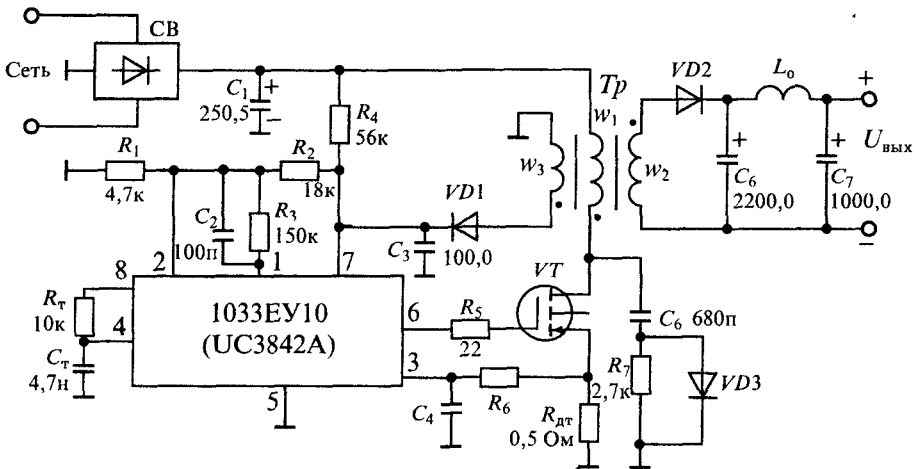 СВ
Сеть
C₁
250,5
+
−
R₄
56к
Тр
w₁
w₃
w₂
VD2
L₀
+
U вых
−
+
C₆
2200,0
+
C₇
1000,0
R₁
4,7к
R₂
18к
C₂
100п
R₃
150к
VD1
C₃
100,0
2
1
7
8
4
6
3
5
Rт
10к
Cт
4,7н
1033ЕУ10
(UC3842A)
R₅
22
VT
C₆ 680п
R₇
2,7к
VD3
C₄
R₆
Rдт
0,5 Ом